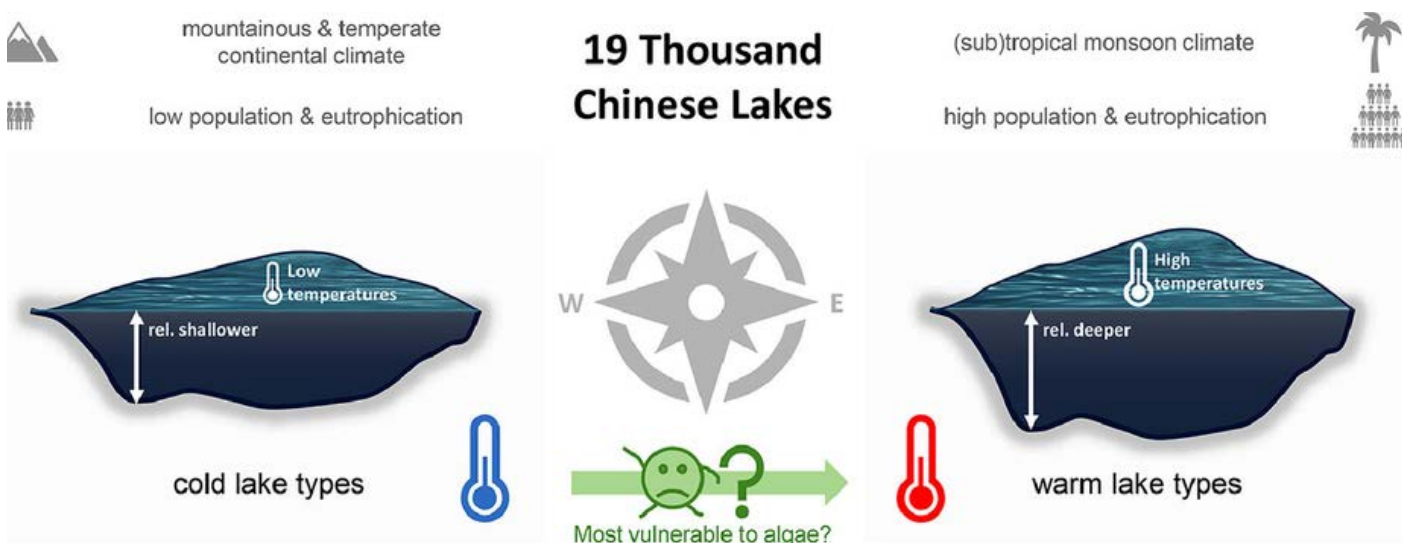 mountainous & temperate
continental climate
low population & eutrophication
19 Thousand
Chinese Lakes
(sub)tropical monsoon climate
high population & eutrophication
Low
temperatures
rel. shallower
cold lake types
W
E
Most vulnerable to algae?
High
temperatures
rel. deeper
warm lake types